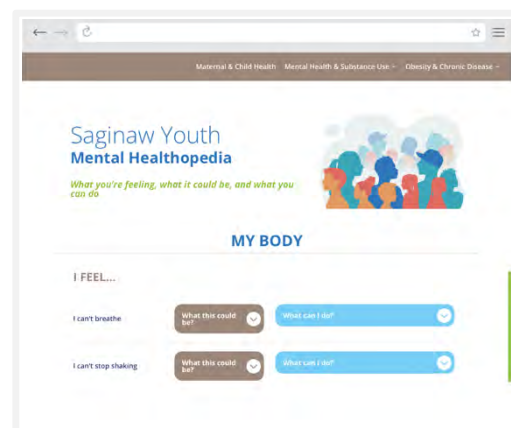 Maternal & Child Health Mental Health & Substance Use Obesity & Chronic Disease
Saginaw Youth
Mental Healthopedia
What you're feeling, what it could be, and what you
can do
MY BODY
I FEEL...
I can't breathe
What this could
be?
What can I do?
I can't stop shaking
What this could
be?
What can I do?